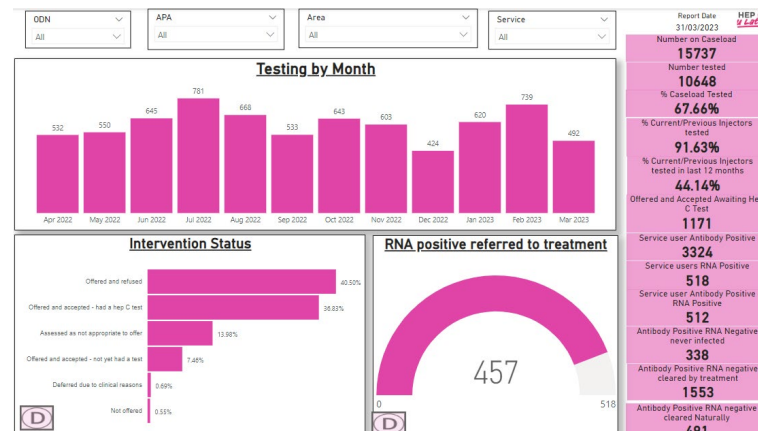 ODN
All
APA
All
Area
All
Service
All
Report Date
31/03/2023
HEP
U Lot
Testing by Month
532
550
645
781
668
533
643
603
424
620
739
492
Apr 2022
May 2022
Jun 2022
Jul 2022
Aug 2022
Sep 2022
Oct 2022
Nov 2022
Dec 2022
Jan 2023
Feb 2023
Mar 2023
Intervention Status
Offered and refused
40.50%
Offered and accepted - had a hep C test
36.83%
Assessed as not appropriate to offer
13.98%
Offered and accepted - not yet had a test
7.46%
Deferred due to clinical reasons
0.69%
Not offered
0.55%
D
RNA positive referred to treatment
457
0
518
D
Number on Caseload
15737
Number tested
10648
% Caseload Tested
67.66%
% Current/Previous Injectors
tested
91.63%
% Current/Previous Injectors
tested in last 12 months
44.14%
Offered and Accepted Awaiting He
C Test
1171
Service user Antibody Positive
3324
Service users RNA Positive
518
Service user Antibody Positive
RNA Positive
512
Antibody Positive RNA Negative
never infected
338
Antibody Positive RNA negative
cleared by treatment
1553
Antibody Positive RNA negative
cleared Naturally